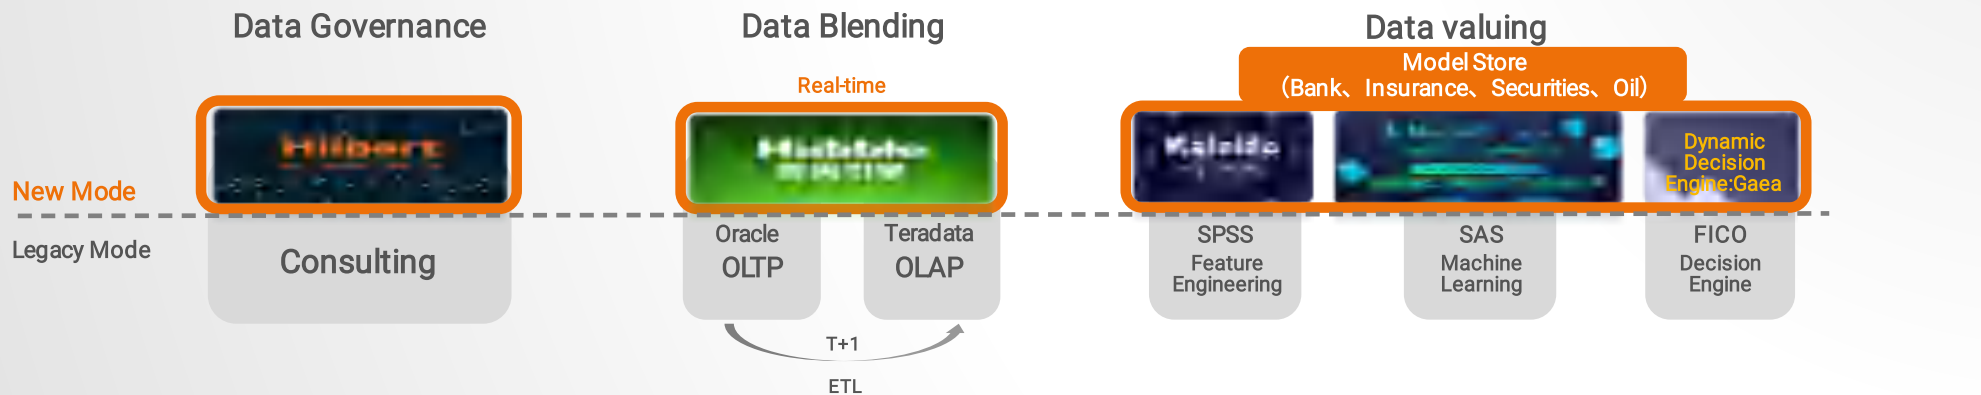 Data Governance
Data Blending
Data valuing
Model Store
（Bank、Insurance、Securities、Oil）
Real-time
Hilbert
Kaleido
Dynamic
Decision
Engine:Gaea
New Mode
Legacy Mode
Consulting
Oracle
OLTP
Teradata
OLAP
T+1
ETL
SPSS
Feature
Engineering
SAS
Machine
Learning
FICO
Decision
Engine